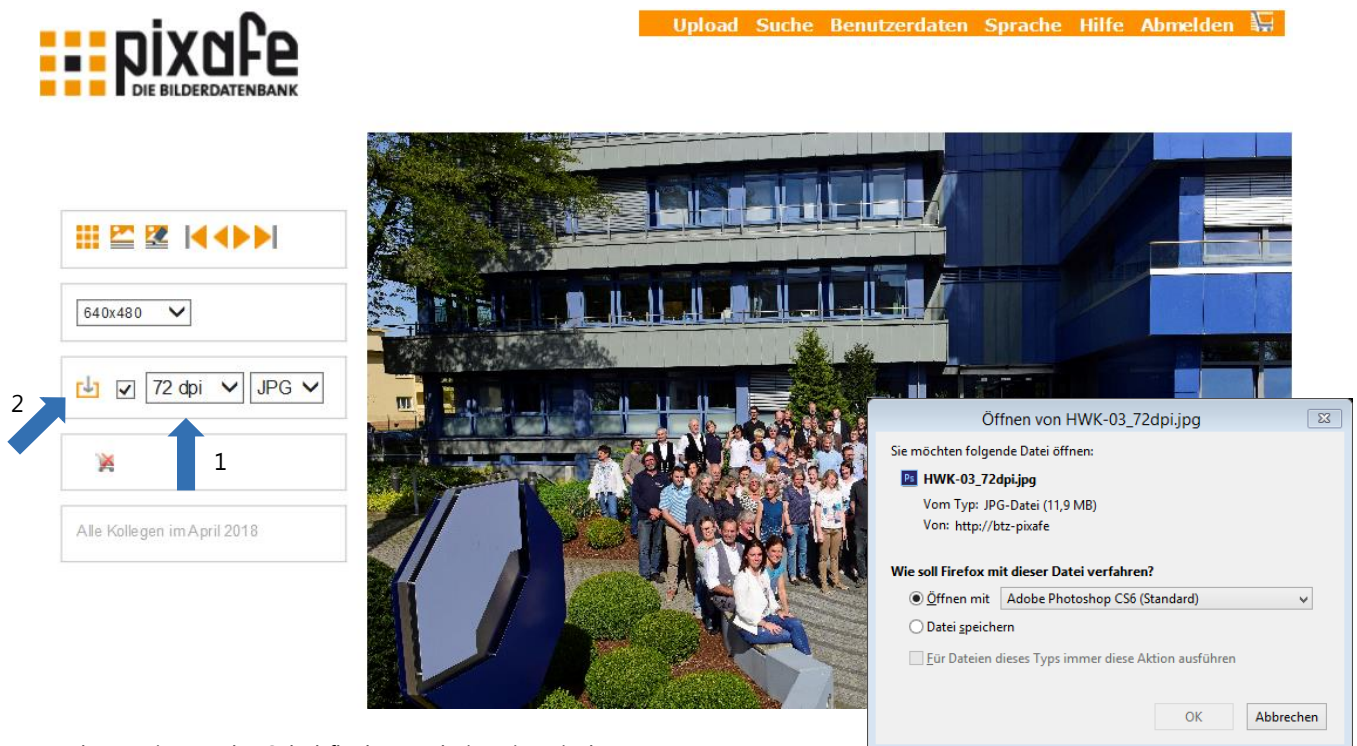 pixafe
DIE BILDERDATENBANK
Upload Suche Benutzerdaten Sprache Hilfe Abmelden
640x480
72 dpi JPG
2
1
Alle Kollegen im April 2018
Öffnen von HWK-03_72dpi.jpg
Sie möchten folgende Datei öffnen:
Ps HWK-03_72dpi.jpg
Vom Typ: JPG-Datei (11,9 MB)
Von: http://btz-pixafe
Wie soll Firefox mit dieser Datei verfahren?
Öffnen mit Adobe Photoshop CS6 (Standard)
Datei speichern
Für Dateien dieses Typs immer diese Aktion ausführen
OK Abbrechen